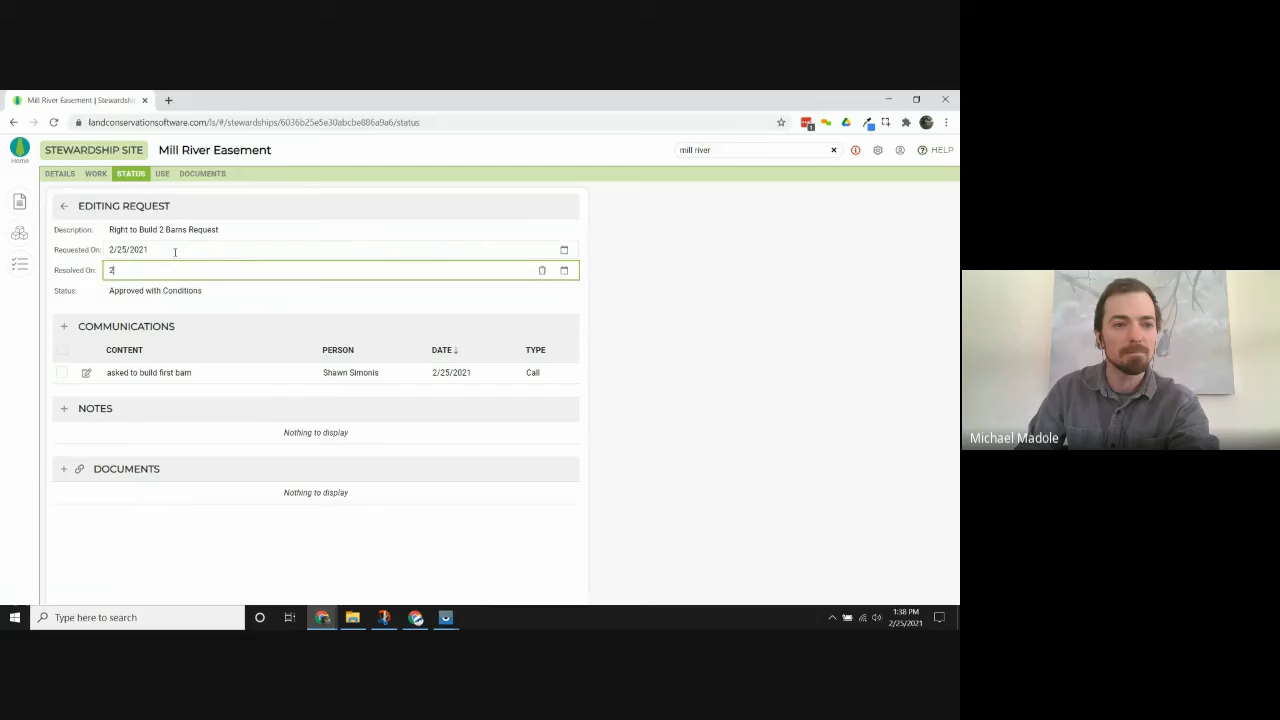 Mill River Easement | Stewardshi
landconservationsoftware.com/ls/#/stewardships/6036b25e5e30abcbe886a9a6/status
Home
STEWARDSHIP SITE Mill River Easement
mill river
HELP
DETAILS WORK STATUS USE DOCUMENTS
EDITING REQUEST
Description: Right to Build 2 Barns Request
Requested On: 2/25/2021
Resolved On: 2
Status: Approved with Conditions
COMMUNICATIONS
CONTENT PERSON DATE TYPE
asked to build first barn Shawn Simonis 2/25/2021 Call
NOTES
Nothing to display
DOCUMENTS
Nothing to display
Michael Madole
Type here to search
1:38 PM
2/25/2021